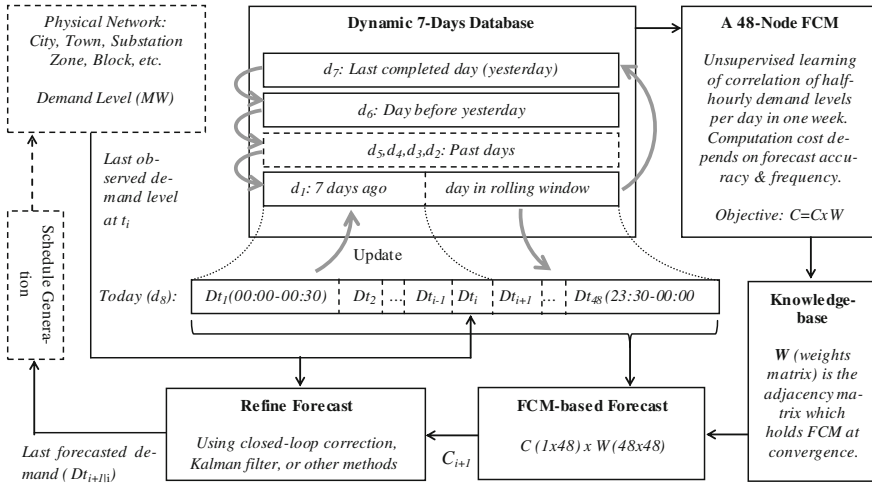 Physical Network:
City, Town, Substation
Zone, Block, etc.
Demand Level (MW)
Dynamic 7-Days Database
d7: Last completed day (yesterday)
d6: Day before yesterday
d5,d4,d3,d2: Past days
d1: 7 days ago
day in rolling window
A 48-Node FCM
Unsupervised learning
of correlation of half-
hourly demand levels
per day in one week.
Computation cost de-
pends on forecast accu-
racy & frequency.
Objective: C=CxW
Last ob-
served de-
mand level
at ti
Schedule Genera-
tion
Update
Today (d8):
Dt1(00:00-00:30)
Dt2
...
Dti-1
Dti
Dti+1
...
Dt48(23:30-00:00
Knowledge-
base
W (weights
matrix) is the
adjacency ma-
trix which
holds FCM at
convergence.
Refine Forecast
Using closed-loop correction,
Kalman filter, or other methods
FCM-based Forecast
C (1x48) x W(48x48)
Ci+1
Last forecasted de-
mand (Dti+1|i)